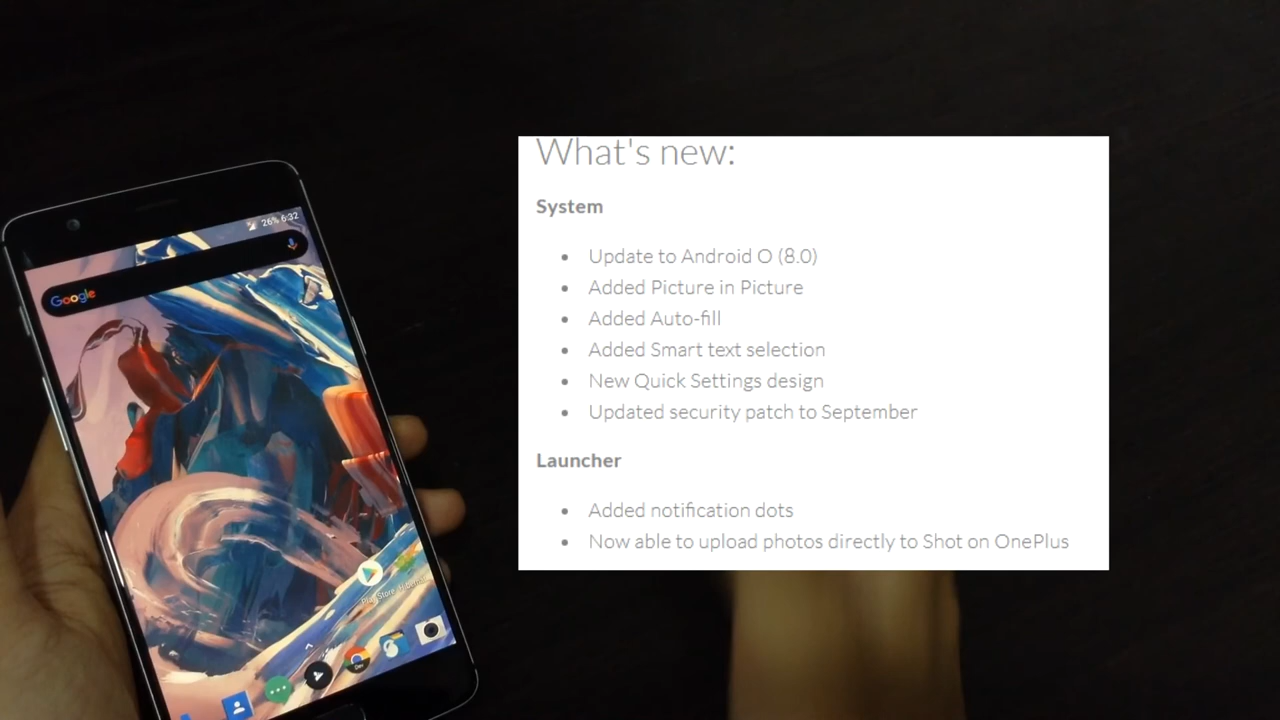 26% 6:32
Google
What's new:
System
Update to Android O (8.0)
Added Picture in Picture
Added Auto-fill
Added Smart text selection
New Quick Settings design
Updated security patch to September
Launcher
Added notification dots
Now able to upload photos directly to Shot on OnePlus
Play Store
Dev